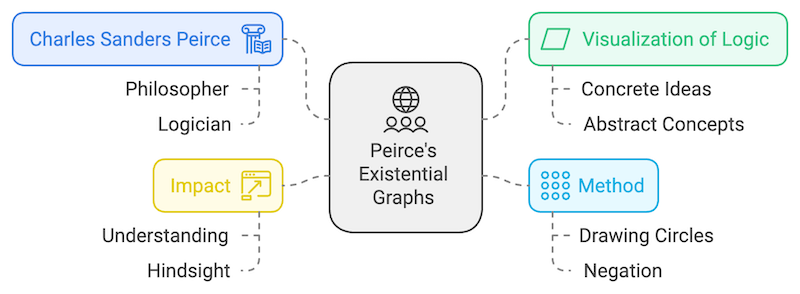 Charles Sanders Peirce
Philosopher
Logician
Impact
Understanding
Hindsight
Peirce's
Existential
Graphs
Visualization of Logic
Concrete Ideas
Abstract Concepts
Method
Drawing Circles
Negation